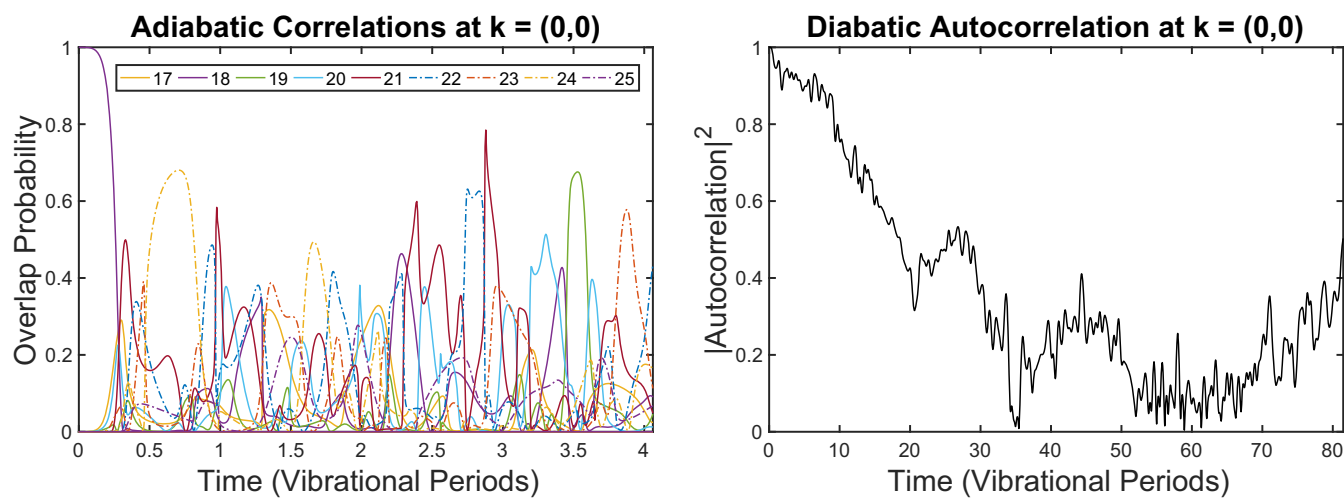 Adiabatic Correlations at k = (0,0)
17 18 19 20 21 22 23 24 25
Overlap Probability
1
0.8
0.6
0.4
0.2
0
0 0.5 1 1.5 2 2.5 3 3.5 4
Time (Vibrational Periods)
Diabatic Autocorrelation at k = (0,0)
|Autocorrelation|²
1
0.8
0.6
0.4
0.2
0
0 10 20 30 40 50 60 70 80
Time (Vibrational Periods)